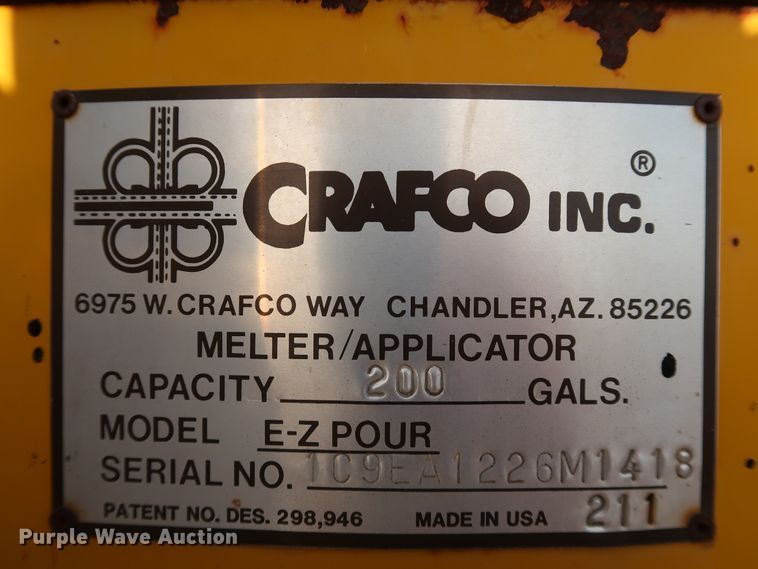 CRAFCO INC.®
6975 W. CRAFCO WAY CHANDLER, AZ. 85226
MELTER/APPLICATOR
CAPACITY 200 GALS.
MODEL E-Z POUR
SERIAL NO. 1C9EA1226M1418
211
PATENT NO. DES. 298,946 MADE IN USA
Purple Wave Auction